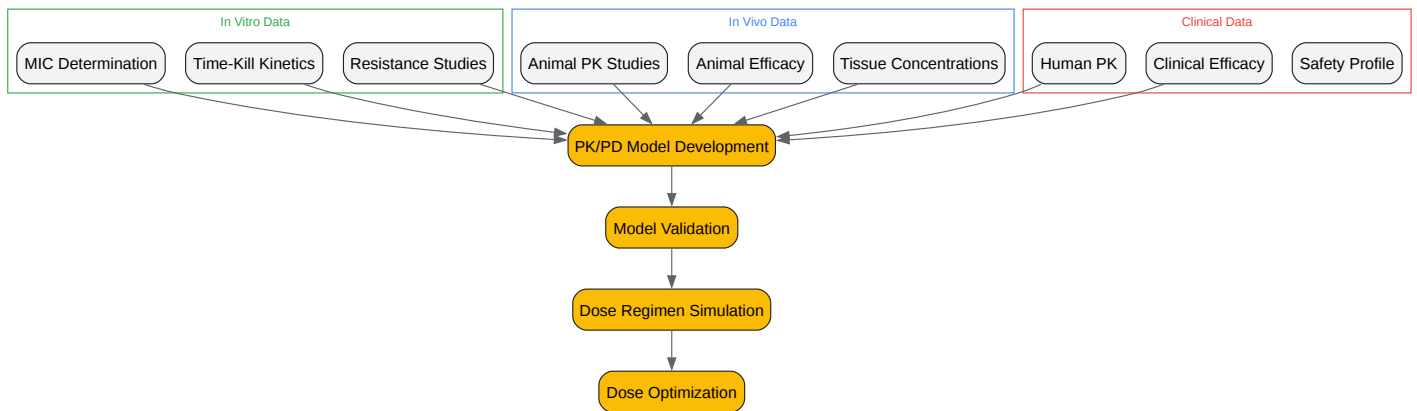 In Vitro Data
In Vivo Data
Clinical Data
MIC Determination
Time-Kill Kinetics
Resistance Studies
Animal PK Studies
Animal Efficacy
Tissue Concentrations
Human PK
Clinical Efficacy
Safety Profile
PK/PD Model Development
Model Validation
Dose Regimen Simulation
Dose Optimization